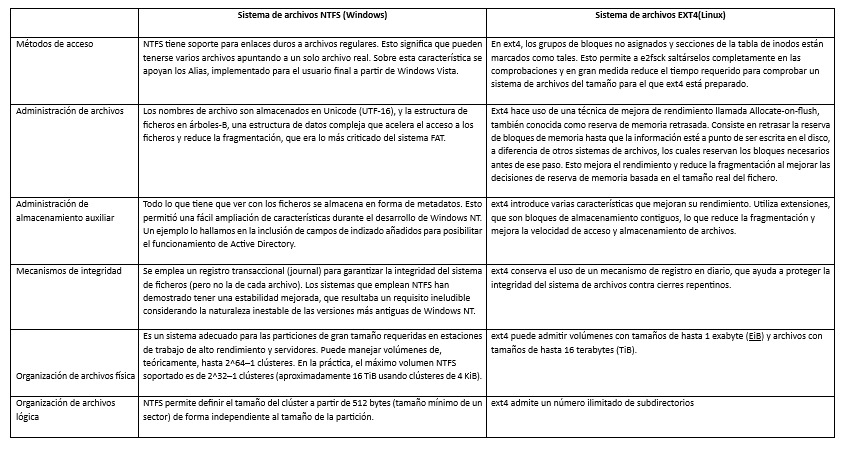 Sistema de archivos NTFS (Windows)
Sistema de archivos EXT4(Linux)
Métodos de acceso
NTFS tiene soporte para enlaces duros a archivos regulares. Esto significa que pueden
tenerse varios archivos apuntando a un solo archivo real. Sobre esta característica se
apoyan los Alias, implementado para el usuario final a partir de Windows Vista.
En ext4, los grupos de bloques no asignados y secciones de la tabla de inodos están
marcados como tales. Esto permite a e2fsck saltárselos completamente en las
comprobaciones y en gran medida reduce el tiempo requerido para comprobar un
sistema de archivos del tamaño para el que ext4 está preparado.
Administración de archivos
Los nombres de archivo son almacenados en Unicode (UTF-16), y la estructura de
ficheros en árboles-B, una estructura de datos compleja que acelera el acceso a los
ficheros y reduce la fragmentación, que era lo más criticado del sistema FAT.
Ext4 hace uso de una técnica de mejora de rendimiento llamada Allocate-on-flush,
también conocida como reserva de memoria retrasada. Consiste en retrasar la reserva
de bloques de memoria hasta que la información esté a punto de ser escrita en el disco,
a diferencia de otros sistemas de archivos, los cuales reservan los bloques necesarios
antes de ese paso. Esto mejora el rendimiento y reduce la fragmentación al mejorar las
decisiones de reserva de memoria basada en el tamaño real del fichero.
Administración de
almacenamiento auxiliar
Todo lo que tiene que ver con los ficheros se almacena en forma de metadatos. Esto
permitió una fácil ampliación de características durante el desarrollo de Windows NT.
Un ejemplo lo hallamos en la inclusión de campos de indizado añadidos para posibilitar
el funcionamiento de Active Directory.
ext4 introduce varias características que mejoran su rendimiento. Utiliza extensiones,
que son bloques de almacenamiento contiguos, lo que reduce la fragmentación y
mejora la velocidad de acceso y almacenamiento de archivos.
Mecanismos de integridad
Se emplea un registro transaccional (journal) para garantizar la integridad del sistema
de ficheros (pero no la de cada archivo). Los sistemas que emplean NTFS han
demostrado tener una estabilidad mejorada, que resultaba un requisito ineludible
considerando la naturaleza inestable de las versiones más antiguas de Windows NT.
ext4 conserva el uso de un mecanismo de registro en diario, que ayuda a proteger la
integridad del sistema de archivos contra cierres repentinos.
Organización de archivos física
Es un sistema adecuado para las particiones de gran tamaño requeridas en estaciones
de trabajo de alto rendimiento y servidores. Puede manejar volúmenes de,
teóricamente, hasta 2^64–1 clústeres. En la práctica, el máximo volumen NTFS
soportado es de 2^32–1 clústeres (aproximadamente 16 TiB usando clústeres de 4 KiB).
ext4 puede admitir volúmenes con tamaños de hasta 1 exabyte (EiB) y archivos con
tamaños de hasta 16 terabytes (TiB).
Organización de archivos
lógica
NTFS permite definir el tamaño del clúster a partir de 512 bytes (tamaño mínimo de un
sector) de forma independiente al tamaño de la partición.
ext4 admite un número ilimitado de subdirectorios